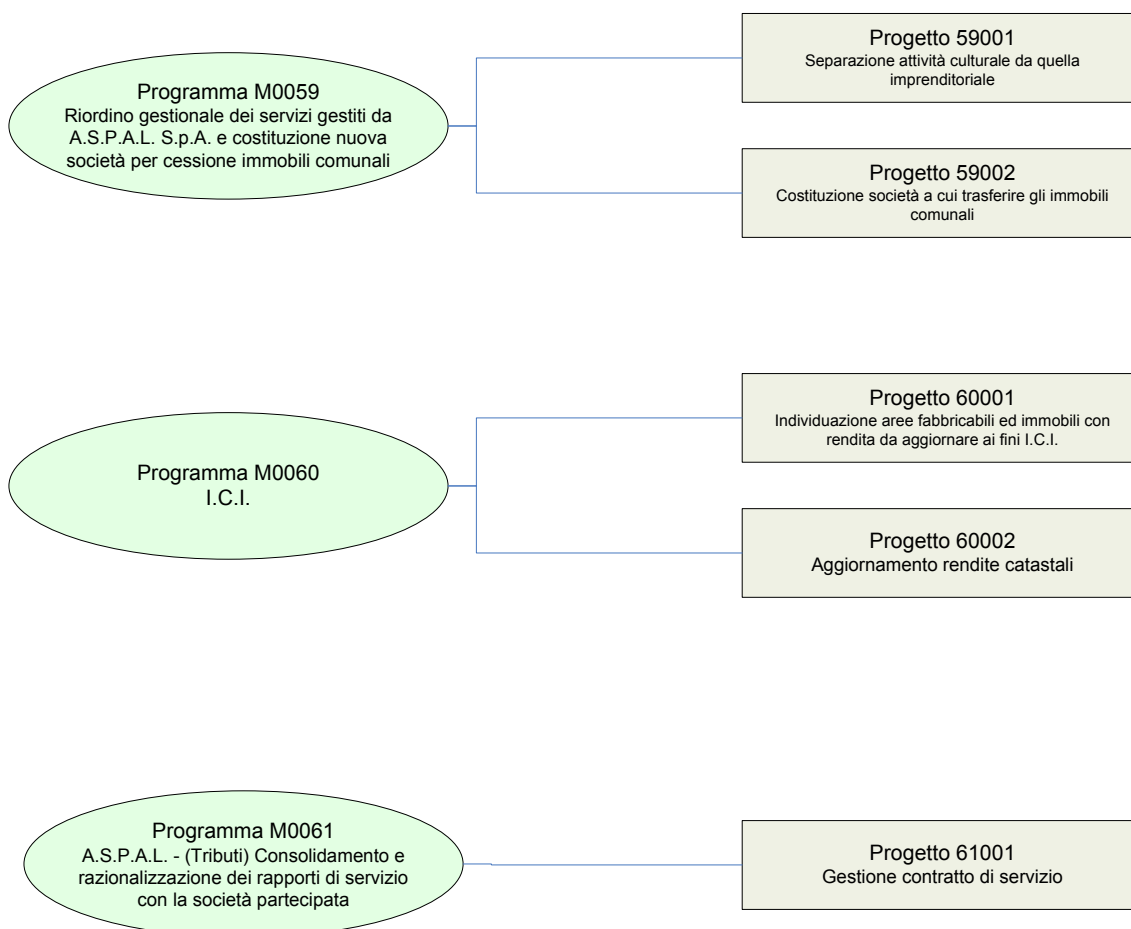 Programma M0059
Riordino gestionale dei servizi gestiti da
A.S.P.A.L. S.p.A. e costituzione nuova
società per cessione immobili comunali
Progetto 59001
Separazione attività culturale da quella
imprenditoriale
Progetto 59002
Costituzione società a cui trasferire gli immobili
comunali
Programma M0060
I.C.I.
Progetto 60001
Individuazione aree fabbricabili ed immobili con
rendita da aggiornare ai fini I.C.I.
Progetto 60002
Aggiornamento rendite catastali
Programma M0061
A.S.P.A.L. - (Tributi) Consolidamento e
razionalizzazione dei rapporti di servizio
con la società partecipata
Progetto 61001
Gestione contratto di servizio